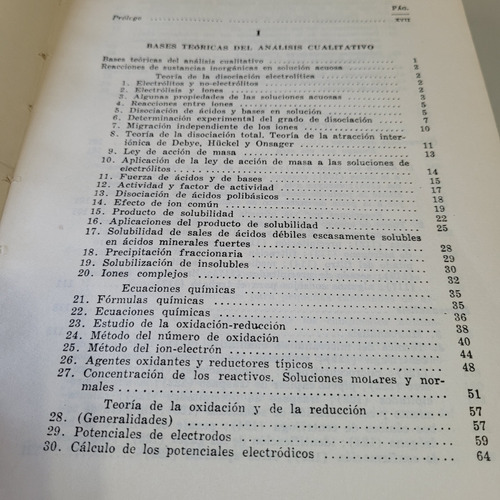 Pág.
Prólogo XVII
I
BASES TEÓRICAS DEL ANÁLISIS CUALITATIVO
Bases teóricas del análisis cualitativo 1
Reacciones de sustancias inorgánicas en solución acuosa 2
Teoría de la disociación electrolítica 2
1. Electrólitos y no-electrólitos 2
2. Electrólisis y iones 2
3. Algunas propiedades de las soluciones acuosas 3
4. Reacciones entre iones 5
5. Disociación de ácidos y bases en solución 5
6. Determinación experimental del grado de disociación 7
7. Migración independiente de los iones 10
8. Teoría de la disociación total. Teoría de la atracción inter-
iónica de Debye, Hückel y Onsager 11
9. Ley de acción de masa 13
10. Aplicación de la ley de acción de masa a las soluciones de
electrólitos 14
11. Fuerza de ácidos y de bases 15
12. Actividad y factor de actividad 17
13. Disociación de ácidos polibásicos 18
14. Efecto de ion común 19
15. Producto de solubilidad 22
16. Aplicaciones del producto de solubilidad 25
17. Solubilidad de sales de ácidos débiles escasamente solubles
en ácidos minerales fuertes 28
18. Precipitación fraccionaria 29
19. Solubilización de insolubles 30
20. Iones complejos 32
Ecuaciones químicas 35
21. Fórmulas químicas 35
22. Ecuaciones químicas 36
23. Estudio de la oxidación-reducción 38
24. Método del número de oxidación 40
25. Método del ion-electrón 44
26. Agentes oxidantes y reductores típicos 48
27. Concentración de los reactivos. Soluciones molares y nor-
males 51
Teoría de la oxidación y de la reducción 57
28. (Generalidades) 57
29. Potenciales de electrodos 59
30. Cálculo de los potenciales electródicos 64